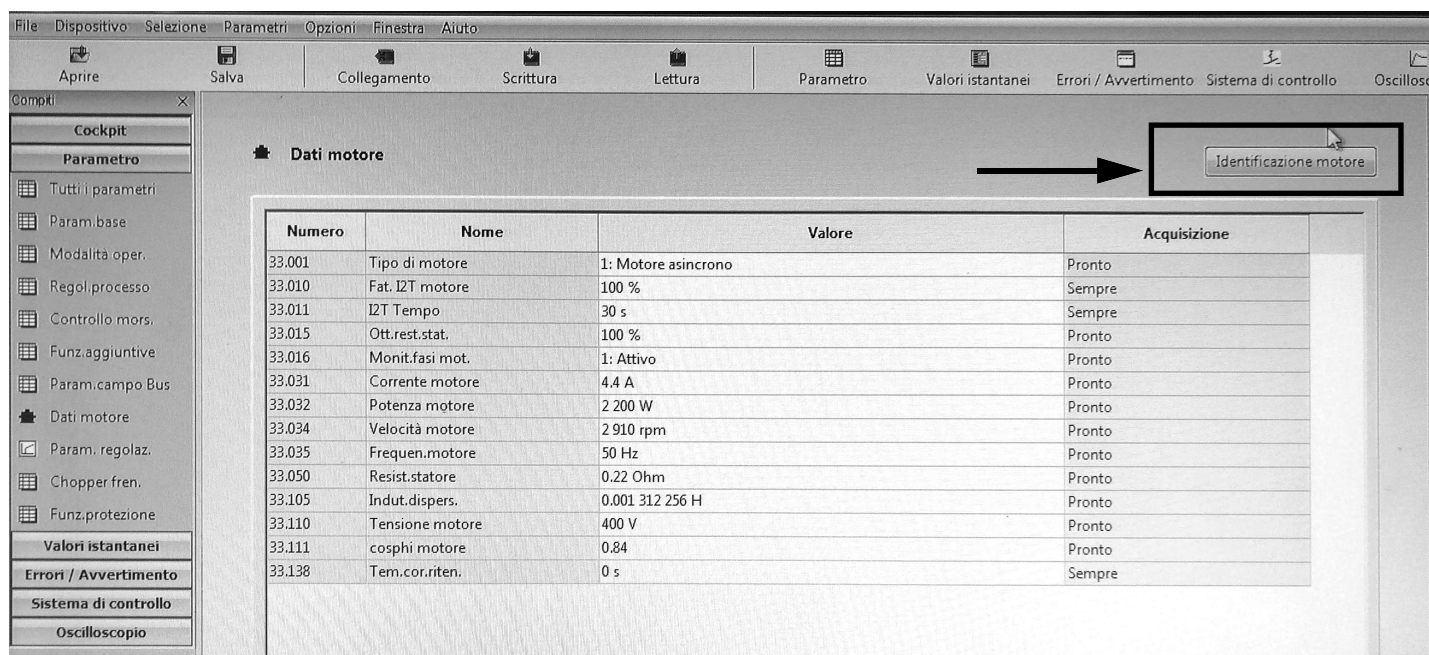 File Dispositivo Selezione Parametri Opzioni Finestra Aiuto
Aprire Salva Collegamento Scrittura Lettura Parametro Valori istantanei Errori / Avvertimento Sistema di controllo Oscillosc
Compiti
Cockpit
Parametro
Tutti i parametri
Param.base
Modalità oper.
Regol.processo
Controllo mors.
Funz.aggiuntive
Param.campo Bus
Dati motore
Param. regolaz.
Chopper fren.
Funz.protezione
Valori istantanei
Errori / Avvertimento
Sistema di controllo
Oscilloscopio
Dati motore
Identificazione motore
Numero Nome Valore Acquisizione
33.001 Tipo di motore 1: Motore asincrono Pronto
33.010 Fat. I2T motore 100 % Sempre
33.011 I2T Tempo 30 s Sempre
33.015 Ott.rest.stat. 100 % Pronto
33.016 Monit.fasi mot. 1: Attivo Pronto
33.031 Corrente motore 4.4 A Pronto
33.032 Potenza motore 2 200 W Pronto
33.034 Velocità motore 2 910 rpm Pronto
33.035 Frequen.motore 50 Hz Pronto
33.050 Resist.statore 0.22 Ohm Pronto
33.105 Indut.dispers. 0.001 312 256 H Pronto
33.110 Tensione motore 400 V Pronto
33.111 cosphi motore 0.84 Pronto
33.138 Tem.cor.riten. 0 s Sempre